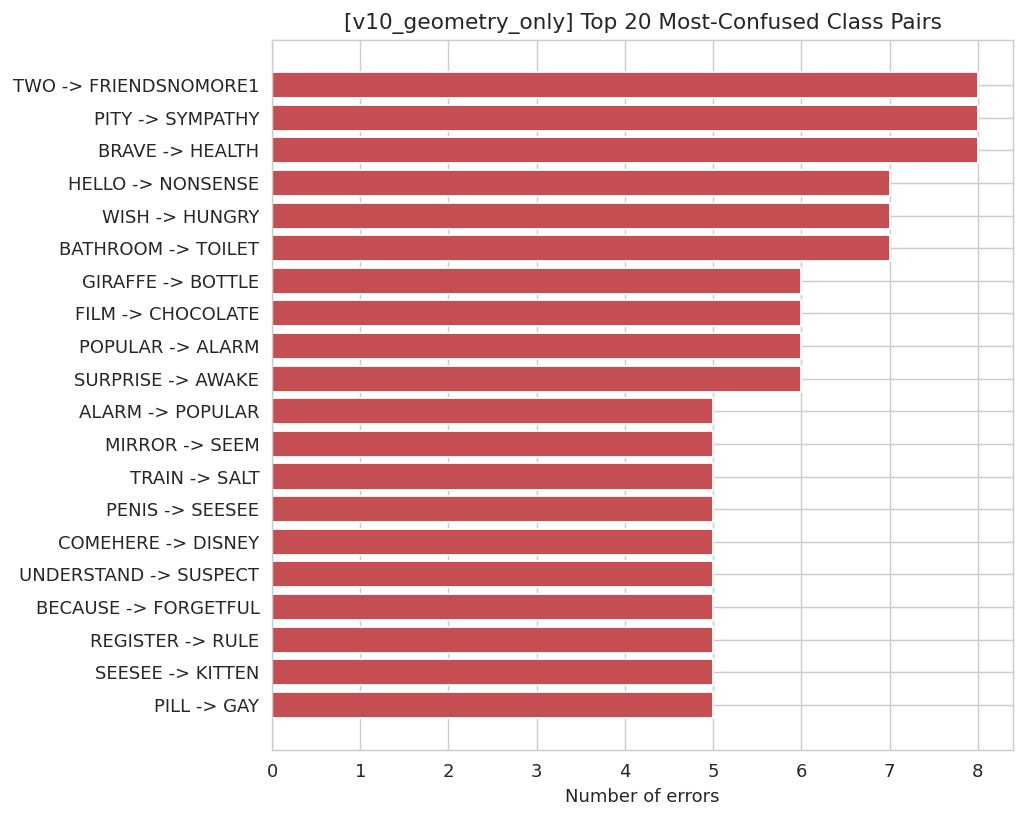 [v10_geometry_only] Top 20 Most-Confused Class Pairs
TWO -> FRIENDSNOMORE1
PITY -> SYMPATHY
BRAVE -> HEALTH
HELLO -> NONSENSE
WISH -> HUNGRY
BATHROOM -> TOILET
GIRAFFE -> BOTTLE
FILM -> CHOCOLATE
POPULAR -> ALARM
SURPRISE -> AWAKE
ALARM -> POPULAR
MIRROR -> SEEM
TRAIN -> SALT
PENIS -> SEESEE
COMEHERE -> DISNEY
UNDERSTAND -> SUSPECT
BECAUSE -> FORGETFUL
REGISTER -> RULE
SEESEE -> KITTEN
PILL -> GAY
0 1 2 3 4 5 6 7 8
Number of errors